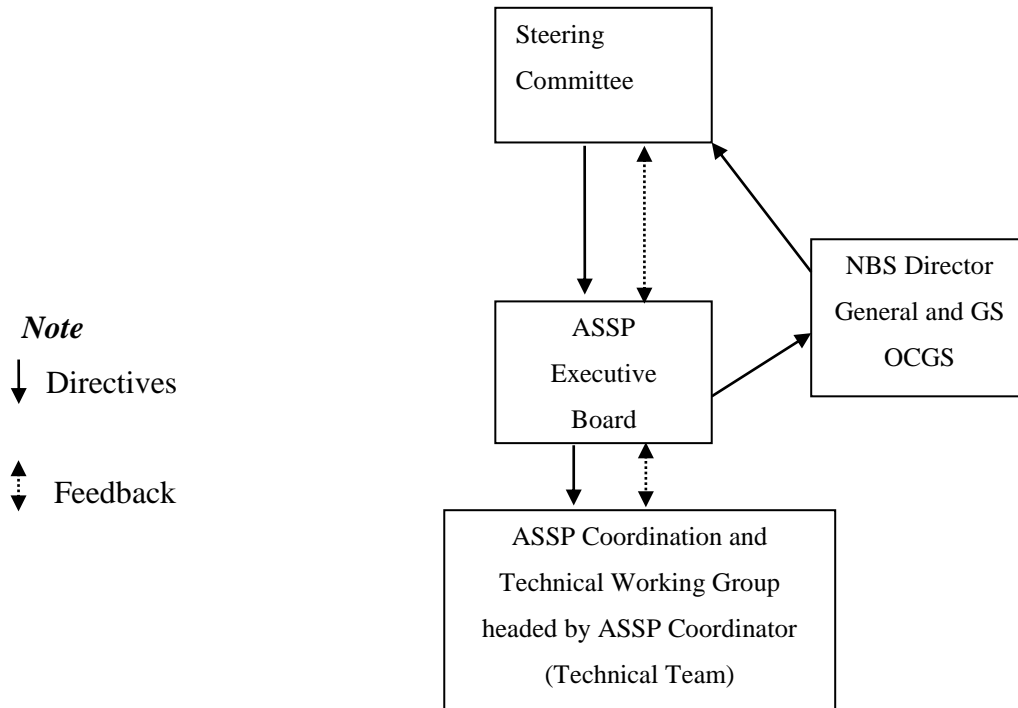 Steering
Committee
NBS Director
General and GS
OCGS
Note
Directives
Feedback
ASSP
Executive
Board
ASSP Coordination and
Technical Working Group
headed by ASSP Coordinator
(Technical Team)